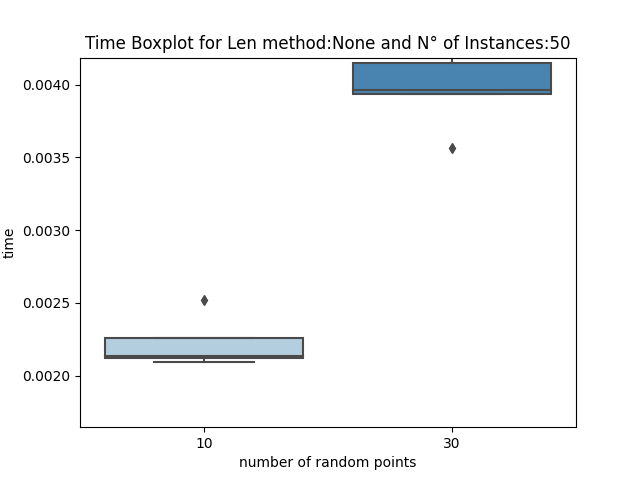 Time Boxplot for Len method:None and N° of Instances:50
0.0040
0.0035
0.0030
0.0025
0.0020
time
10
30
number of random points